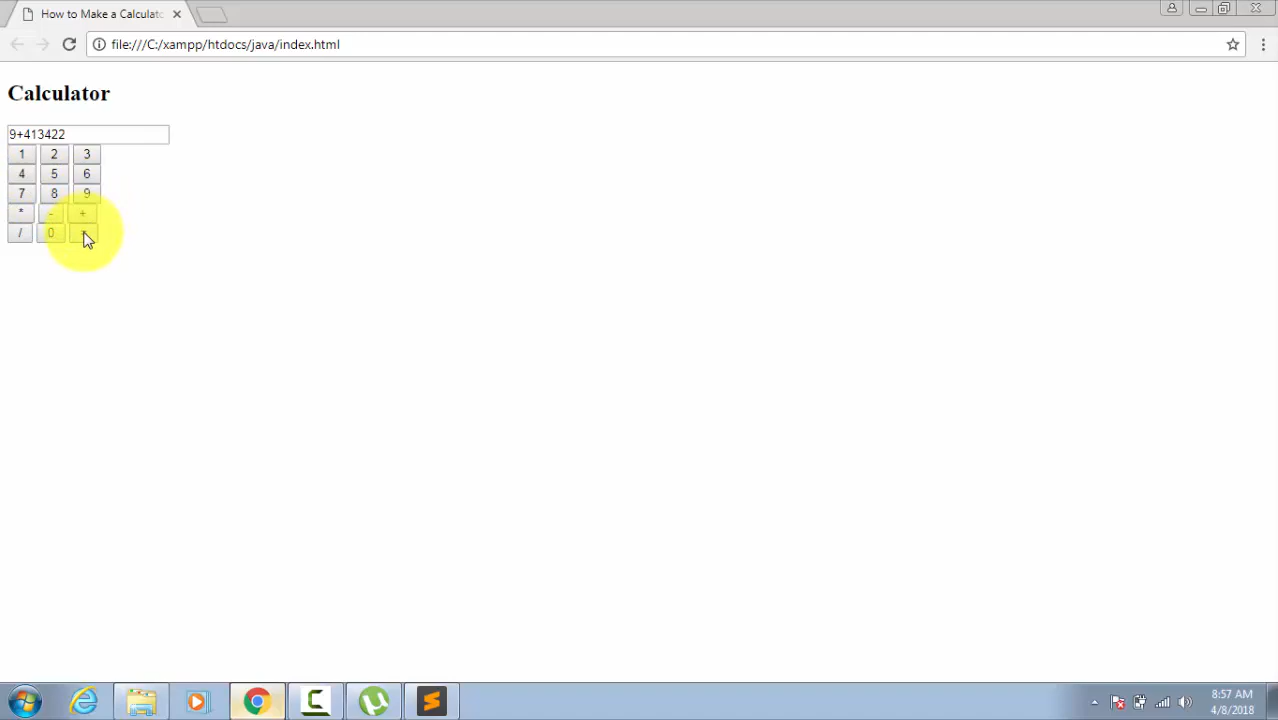 How to Make a Calculato
file:///C:/xampp/htdocs/java/index.html
Calculator
9+413422
1 2 3
4 5 6
7 8 9
* - +
/ 0
8:57 AM
4/8/2018